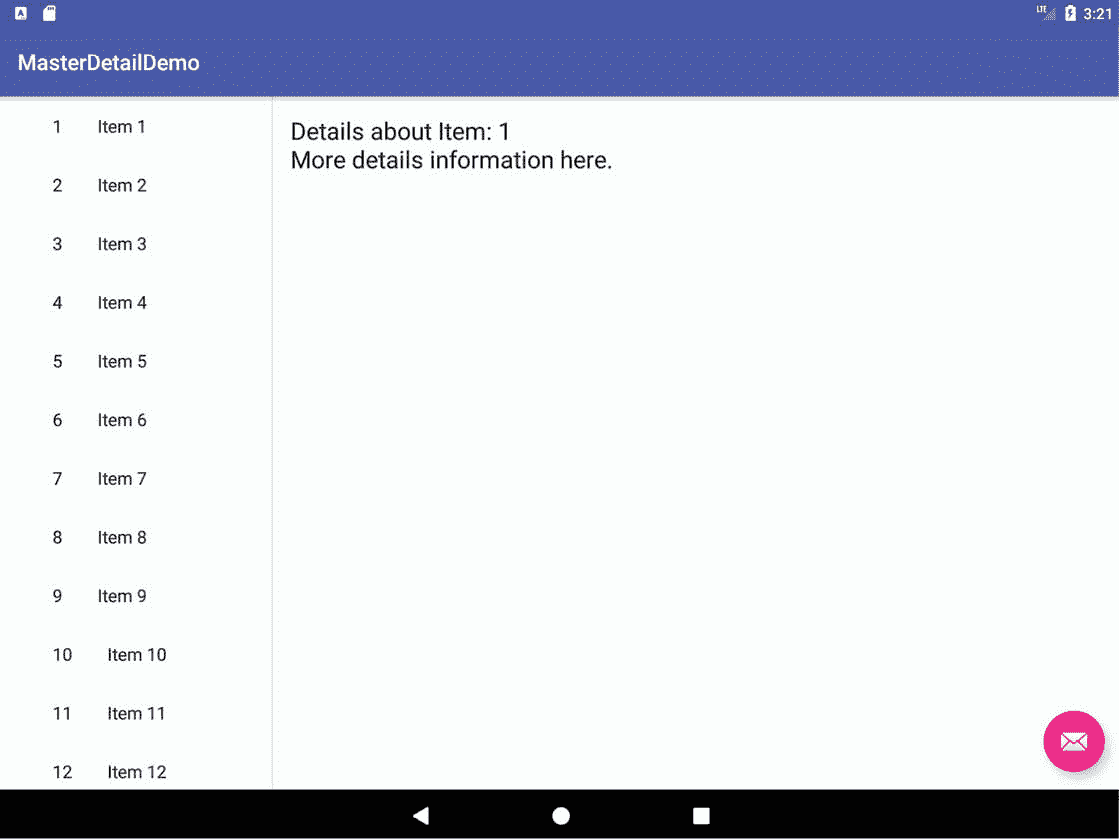 LTE 3:21
MasterDetailDemo
1 Item 1
2 Item 2
3 Item 3
4 Item 4
5 Item 5
6 Item 6
7 Item 7
8 Item 8
9 Item 9
10 Item 10
11 Item 11
12 Item 12
Details about Item: 1
More details information here.